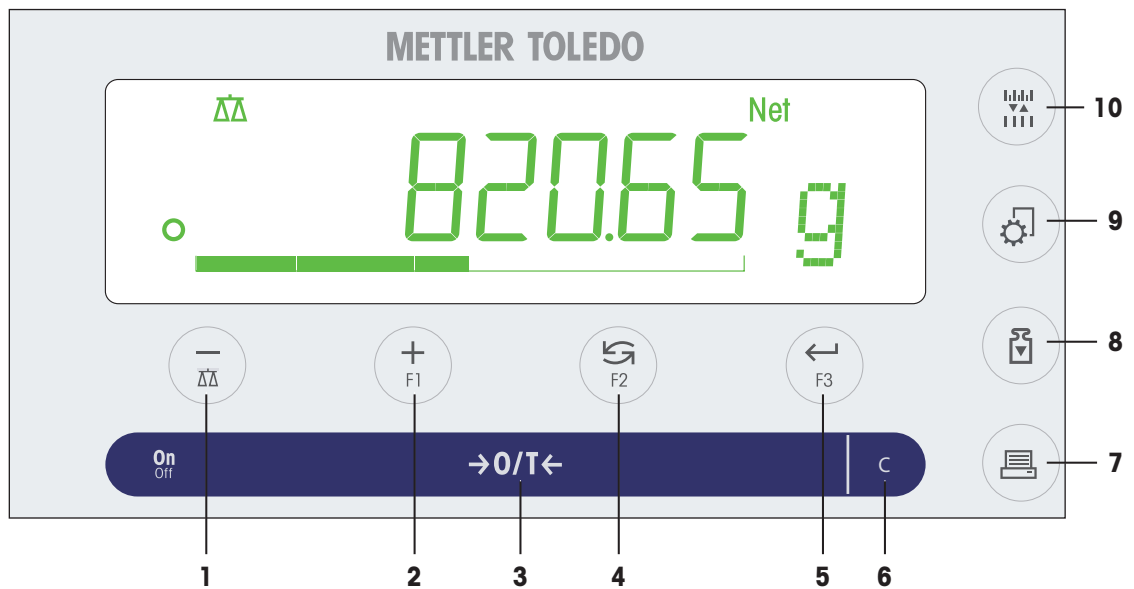 METTLER TOLEDO
Net
820.65 g
10
9
8
7
F1
F2
F3
On
Off
→0/T←
C
1 2 3 4 5 6